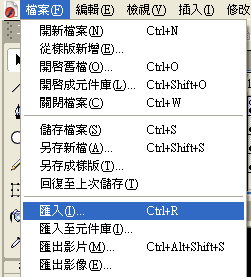 檔案(F) 編輯(E) 檢視(V) 插入(I) 修改
開新檔案(N) Ctrl+N
從樣版新增(E)...
開啓舊檔(O)... Ctrl+O
開啓成元件庫(L)... Ctrl+Shift+O
關閉檔案(C) Ctrl+W
儲存檔案(S) Ctrl+S
另存新檔(A)... Ctrl+Shift+S
另存成樣版(T)...
回復至上次儲存(T)
匯入(I)... Ctrl+R
匯至元件庫(I)...
匯出影片(M)... Ctrl+Alt+Shift+S
匯出影像(E)...